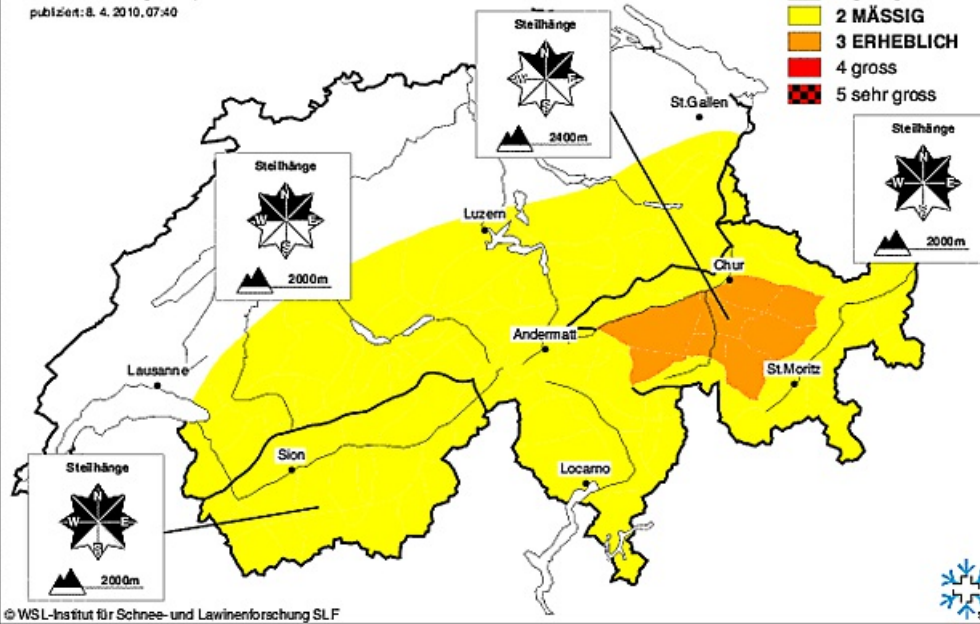 publiziert: 8. 4. 2010, 07:40
2 MÄSSIG
3 ERHEBLICH
4 gross
5 sehr gross
Steilhänge
N
W E
S
2400m
St.Gallen
Steilhänge
N
W E
S
2000m
Steilhänge
N
W E
S
2000m
Luzern
Chur
Andermatt
Lausanne
St.Moritz
Sion
Locarno
Steilhänge
N
W E
S
2000m
© WSL-Institut für Schnee- und Lawinenforschung SLF